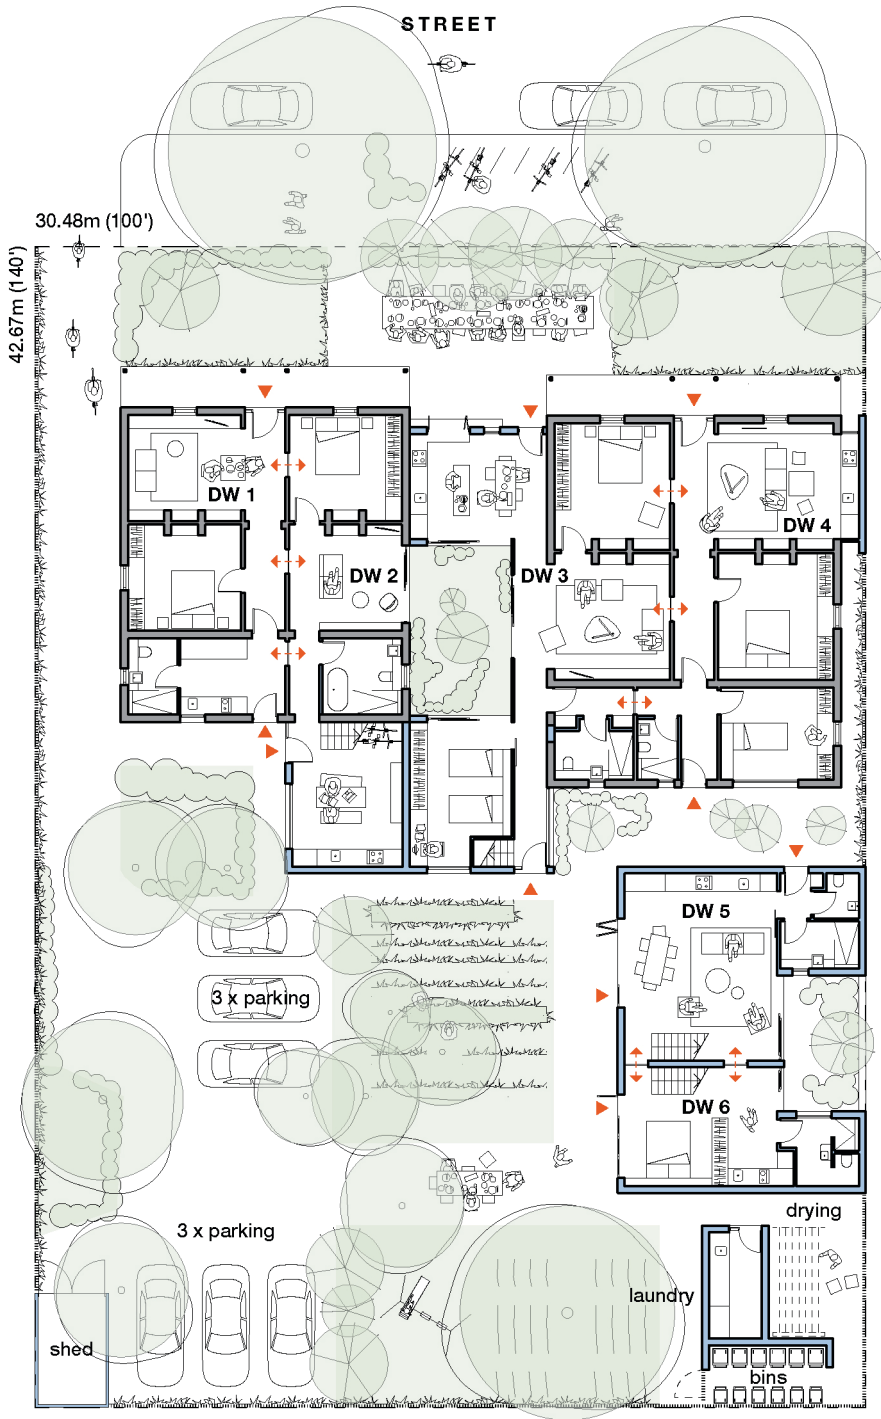 STREET
30.48m (100')
42.67m (140')
DW 1
DW 2
DW 3
DW 4
DW 5
3 x parking
DW 6
3 x parking
drying
laundry
shed
bins